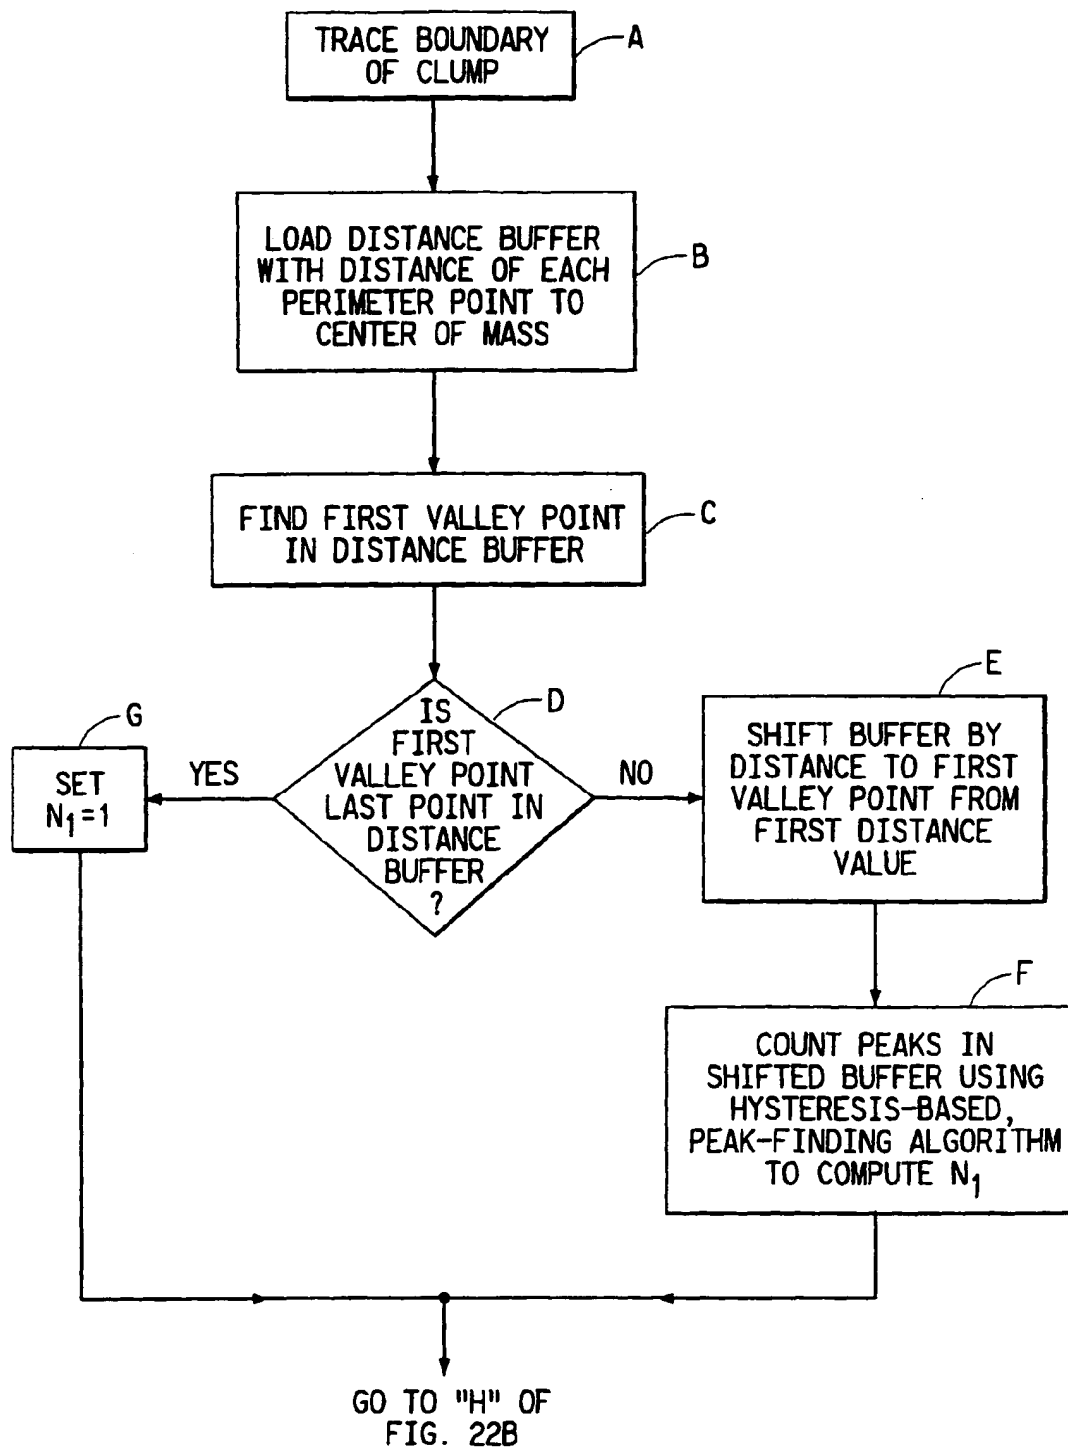 TRACE BOUNDARY
OF CLUMP
A
LOAD DISTANCE BUFFER
WITH DISTANCE OF EACH
PERIMETER POINT TO
CENTER OF MASS
B
FIND FIRST VALLEY POINT
IN DISTANCE BUFFER
C
IS
FIRST
VALLEY POINT
LAST POINT IN
DISTANCE
BUFFER
?
D
YES
NO
G
SET
N1=1
E
SHIFT BUFFER BY
DISTANCE TO FIRST
VALLEY POINT FROM
FIRST DISTANCE
VALUE
F
COUNT PEAKS IN
SHIFTED BUFFER USING
HYSTERESIS-BASED,
PEAK-FINDING ALGORITHM
TO COMPUTE N1
GO TO "H" OF
FIG. 22B